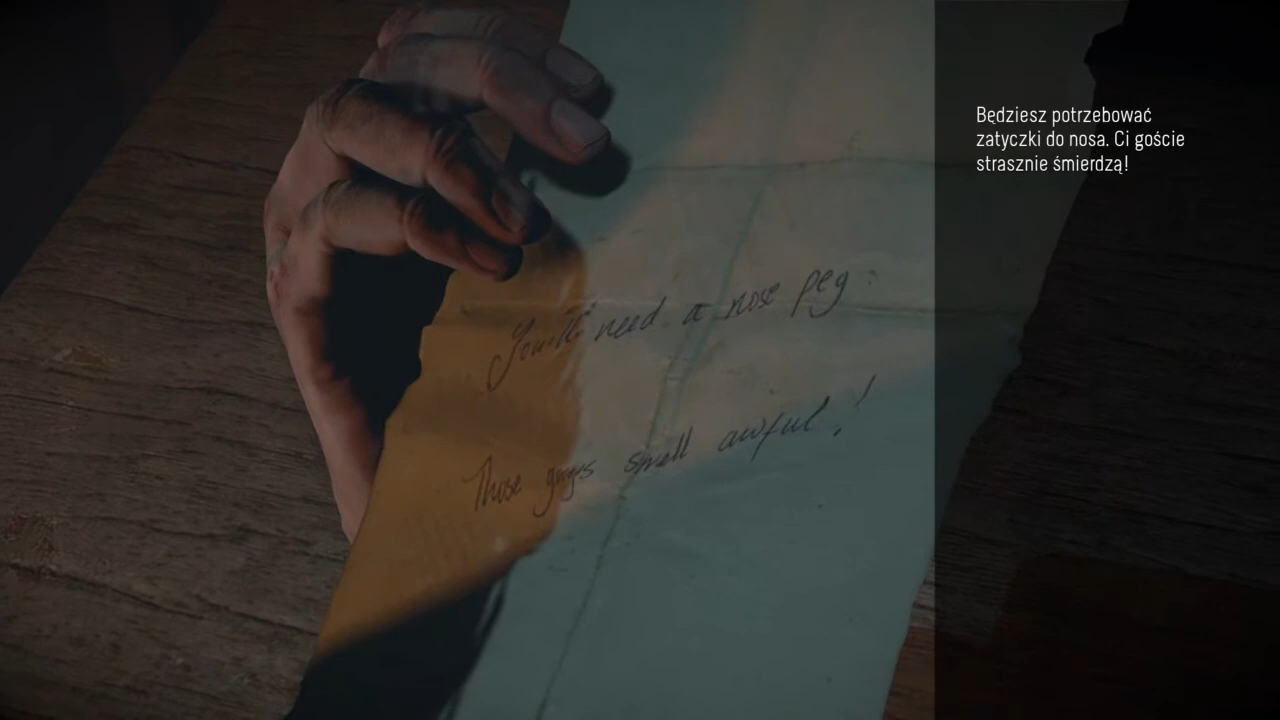 You'll need a nose peg.
Those guys smell awful!
Będziesz potrzebować
zatyczki do nosa. Ci goście
strasznie śmierdzą!